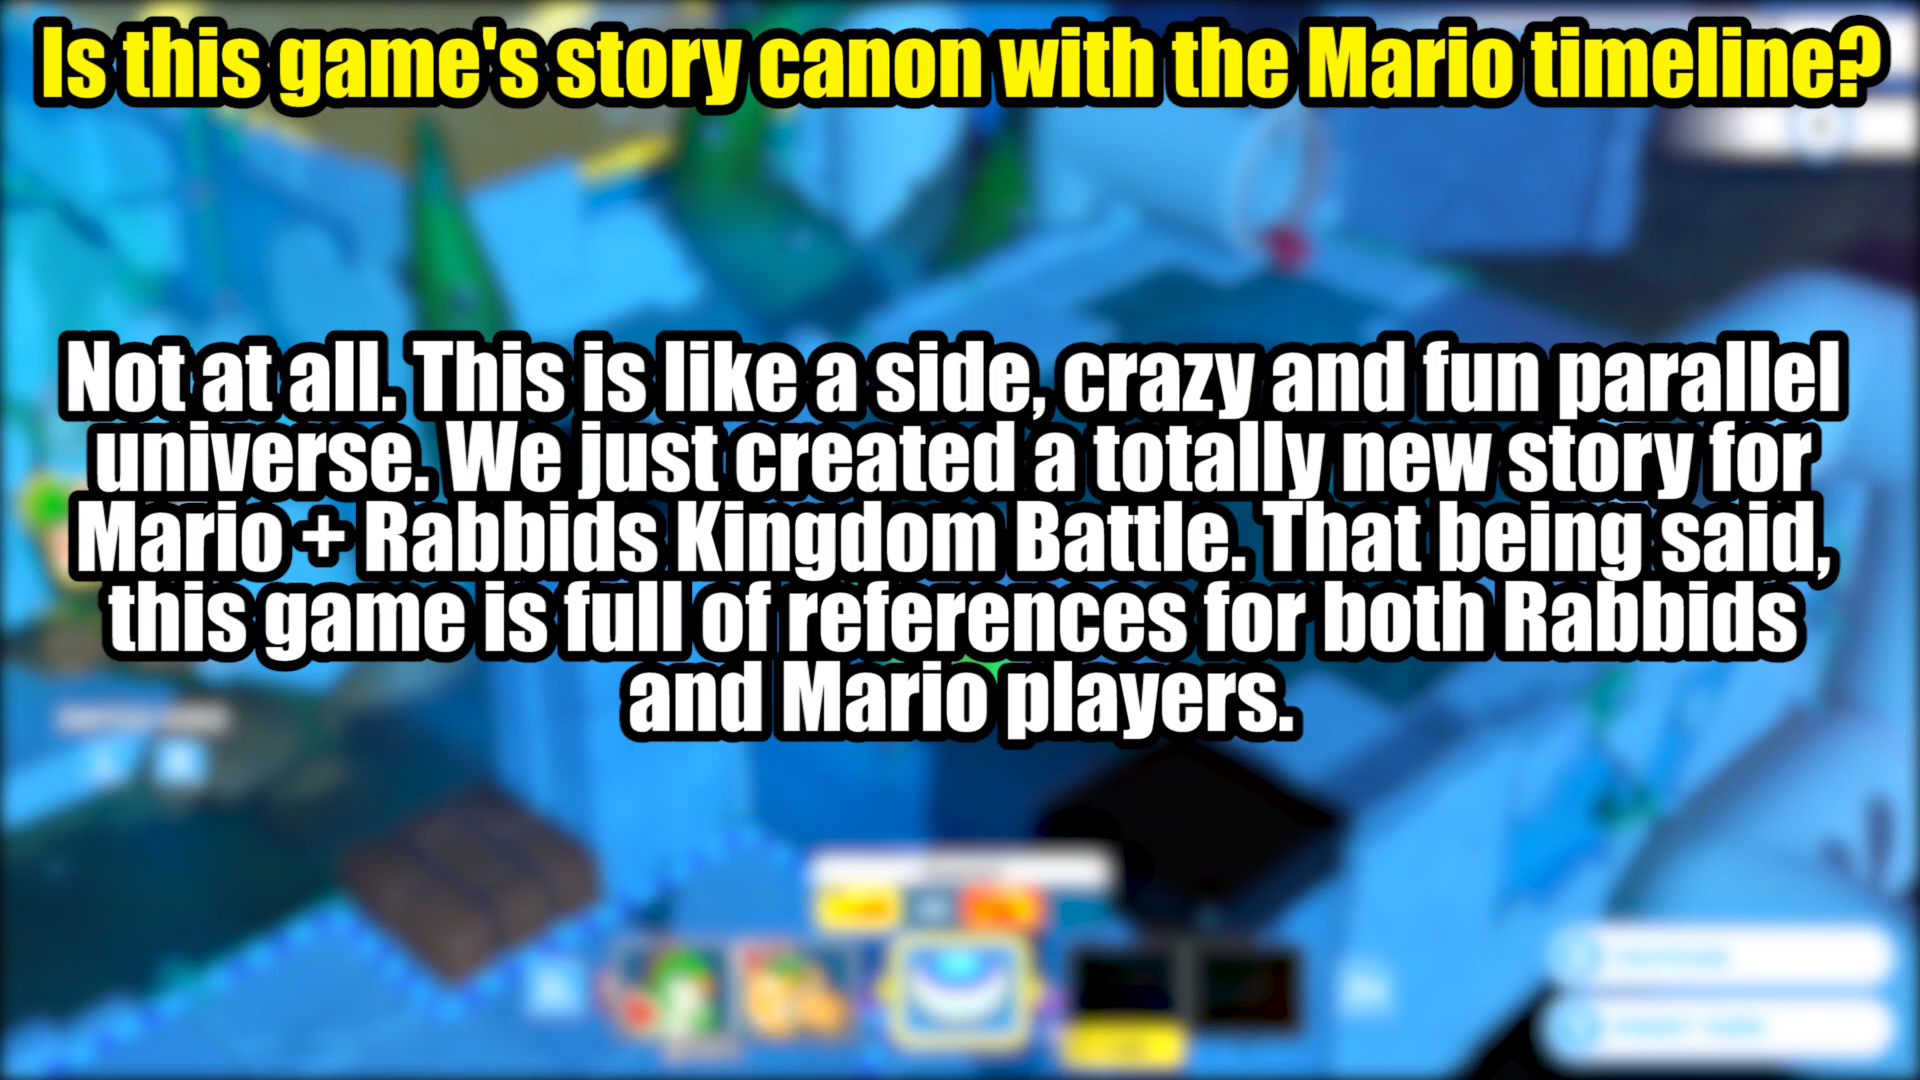 Is this game's story canon with the Mario timeline?
Not at all. This is like a side, crazy and fun parallel
universe. We just created a totally new story for
Mario + Rabbids Kingdom Battle. That being said,
this game is full of references for both Rabbids
and Mario players.